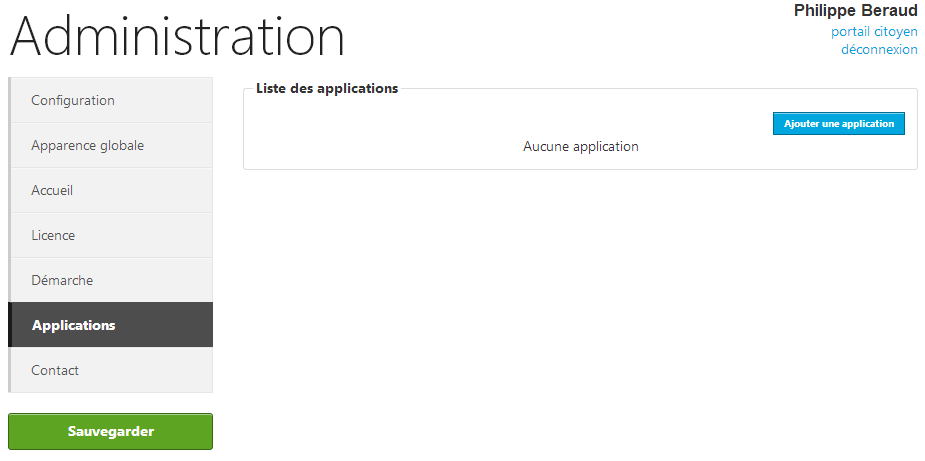 Administration
Philippe Beraud
portail citoyen
déconnexion
Configuration
Apparence globale
Accueil
Licence
Démarche
Applications
Contact
Sauvegarder
Liste des applications
Ajouter une application
Aucune application